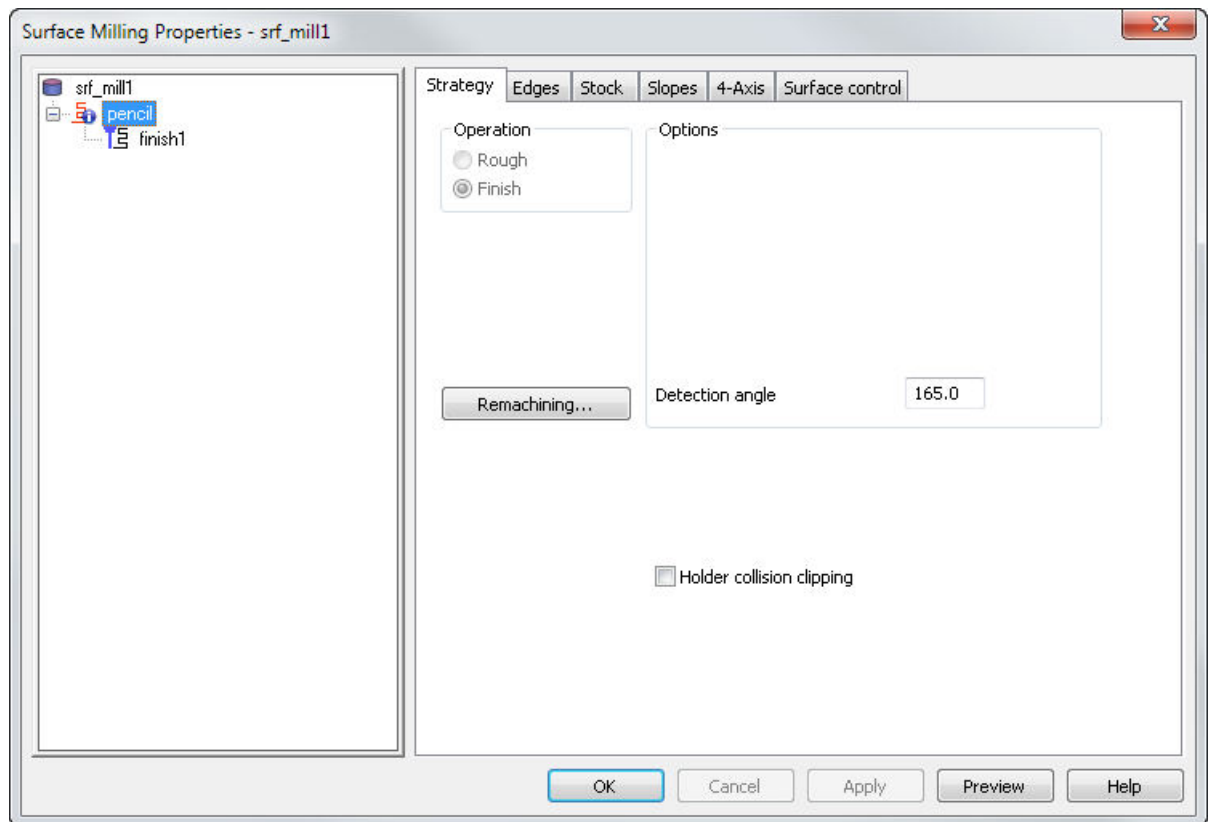 Surface Milling Properties - srf_mill1
srf_mill1
pencil
finish1
Strategy Edges Stock Slopes 4-Axis Surface control
Operation
Rough
Finish
Remachining...
Options
Detection angle 165.0
Holder collision clipping
OK Cancel Apply Preview Help